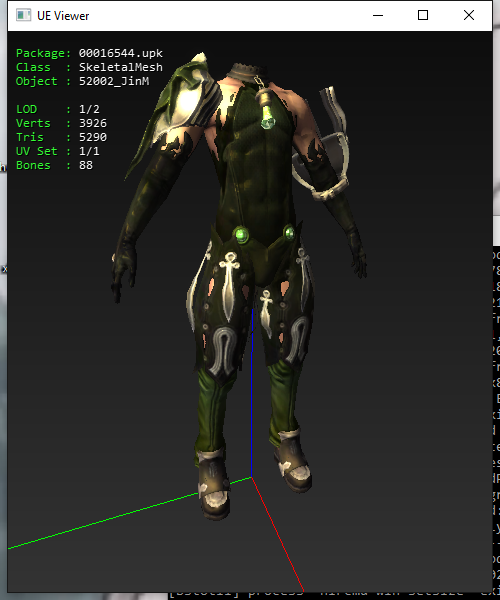 UE Viewer
Package: 00016544.upk
Class : SkeletalMesh
Object : 52002_JinM
LOD : 1/2
Verts : 3926
Tris : 5290
UV Set : 1/1
Bones : 88